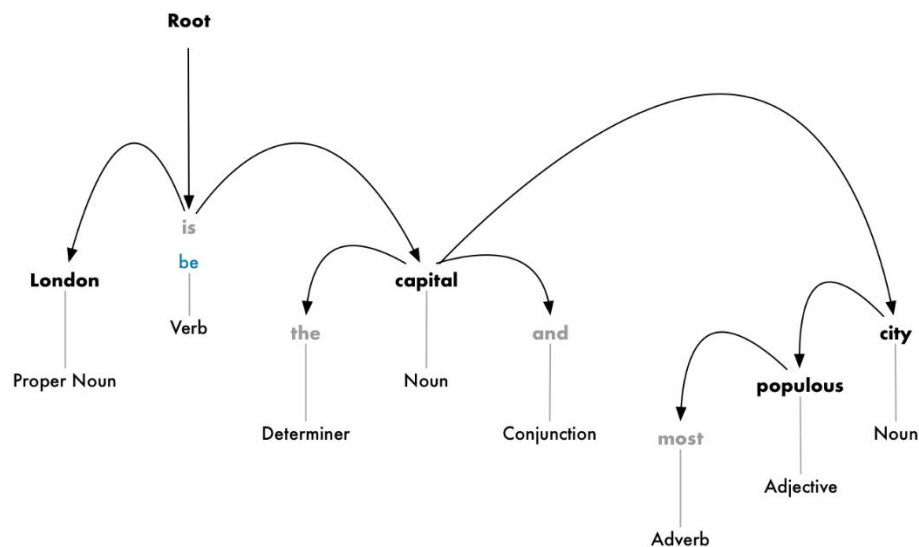 Root
is
be
London
capital
Verb
the
and
city
Proper Noun
Noun
populous
Determiner
Conjunction
most
Noun
Adjective
Adverb